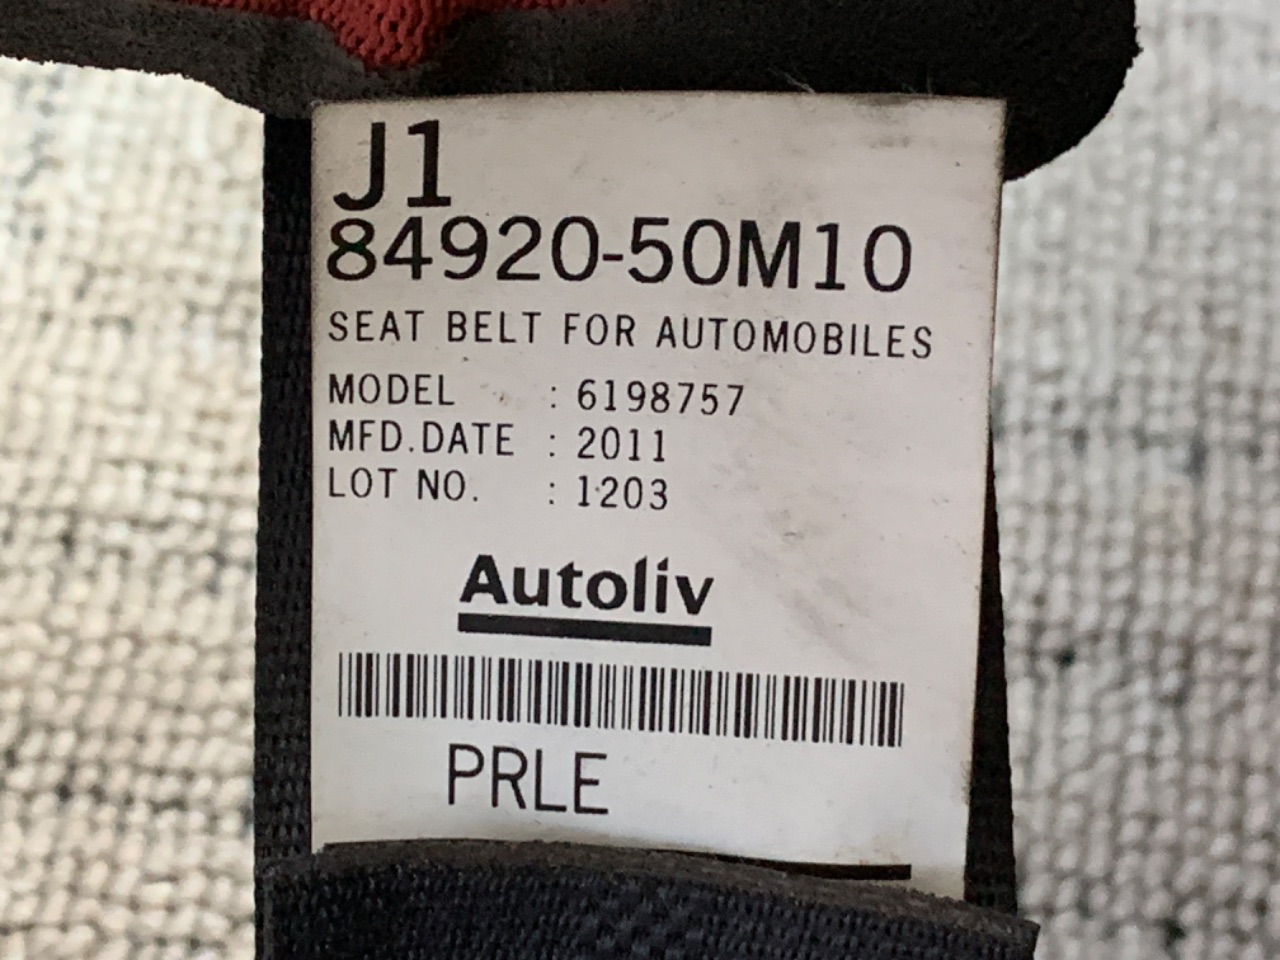 J1
84920-50M10
SEAT BELT FOR AUTOMOBILES
MODEL : 6198757
MFD.DATE : 2011
LOT NO. : 1203
Autoliv
PRLE